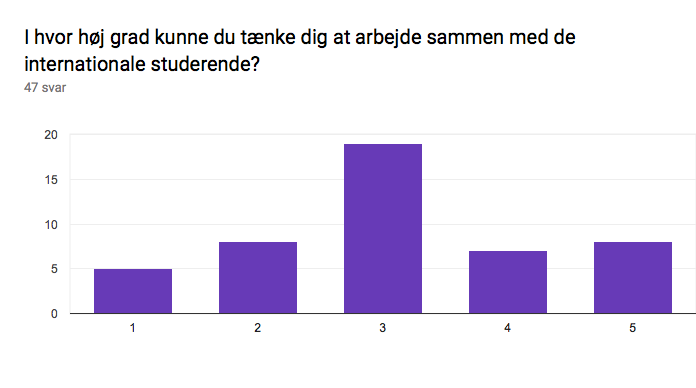 I hvor høj grad kunne du tænke dig at arbejde sammen med de
internationale studerende?
47 svar
20
15
10
5
0
1 2 3 4 5